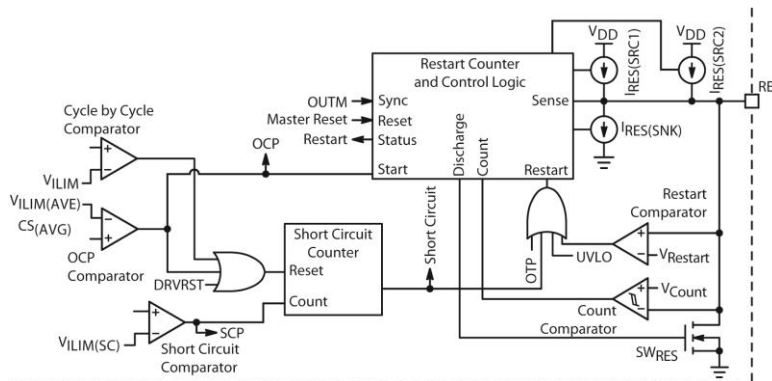 VDD
VDD
IRES(SRC1)
IRES(SRC2)
Restart Counter
and Control Logic
RE
OUTM
Sync
Sense
Master Reset
Reset
IRES(SNK)
Restart
Status
Discharge
Count
Start
Restart
Cycle by Cycle
Comparator
OCP
VILIM
VILIM(AVE)
CS(AVG)
OCP
Comparator
DRVRST
Short Circuit
Counter
Reset
Count
Short Circuit
OTP
UVLO
Restart
Comparator
VRestart
VCount
Count
Comparator
SWRES
SCP
VILIM(SC)
Short Circuit
Comparator